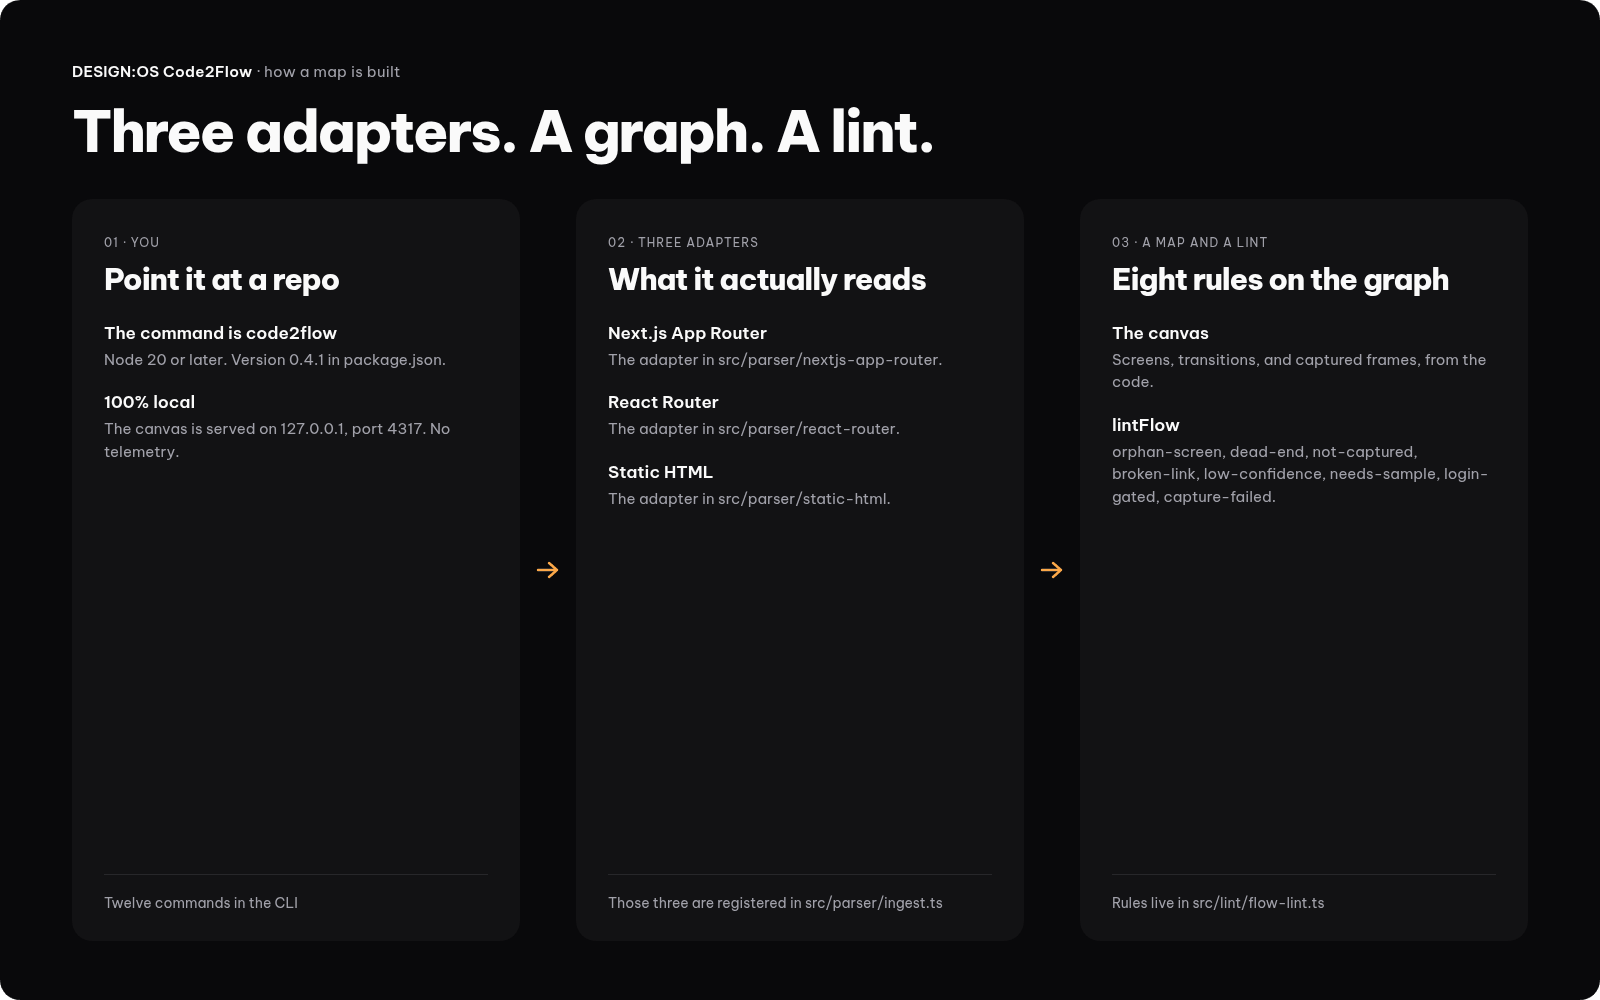 DESIGN:OS Code2Flow · how a map is built
Three adapters. A graph. A lint.
01 · YOU
Point it at a repo
The command is code2flow
Node 20 or later. Version 0.4.1 in package.json.
100% local
The canvas is served on 127.0.0.1, port 4317. No
telemetry.
Twelve commands in the CLI
→
02 · THREE ADAPTERS
What it actually reads
Next.js App Router
The adapter in src/parser/nextjs-app-router.
React Router
The adapter in src/parser/react-router.
Static HTML
The adapter in src/parser/static-html.
Those three are registered in src/parser/ingest.ts
→
03 · A MAP AND A LINT
Eight rules on the graph
The canvas
Screens, transitions, and captured frames, from the
code.
lintFlow
orphan-screen, dead-end, not-captured,
broken-link, low-confidence, needs-sample, login-
gated, capture-failed.
Rules live in src/lint/flow-lint.ts